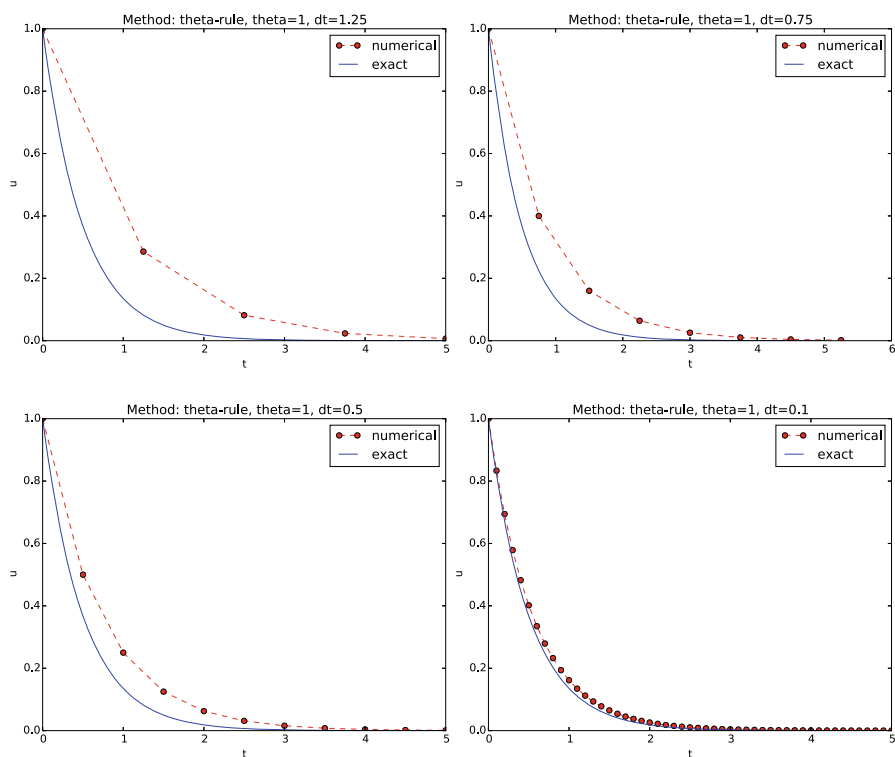 Method: theta-rule, theta=1, dt=1.25
1.0
0.8
0.6
0.4
0.2
0.0
u
numerical
exact
0 1 2 3 4 5
t
Method: theta-rule, theta=1, dt=0.75
1.0
0.8
0.6
0.4
0.2
0.0
u
numerical
exact
0 1 2 3 4 5 6
t
Method: theta-rule, theta=1, dt=0.5
1.0
0.8
0.6
0.4
0.2
0.0
u
numerical
exact
0 1 2 3 4 5
t
Method: theta-rule, theta=1, dt=0.1
1.0
0.8
0.6
0.4
0.2
0.0
u
numerical
exact
0 1 2 3 4 5
t